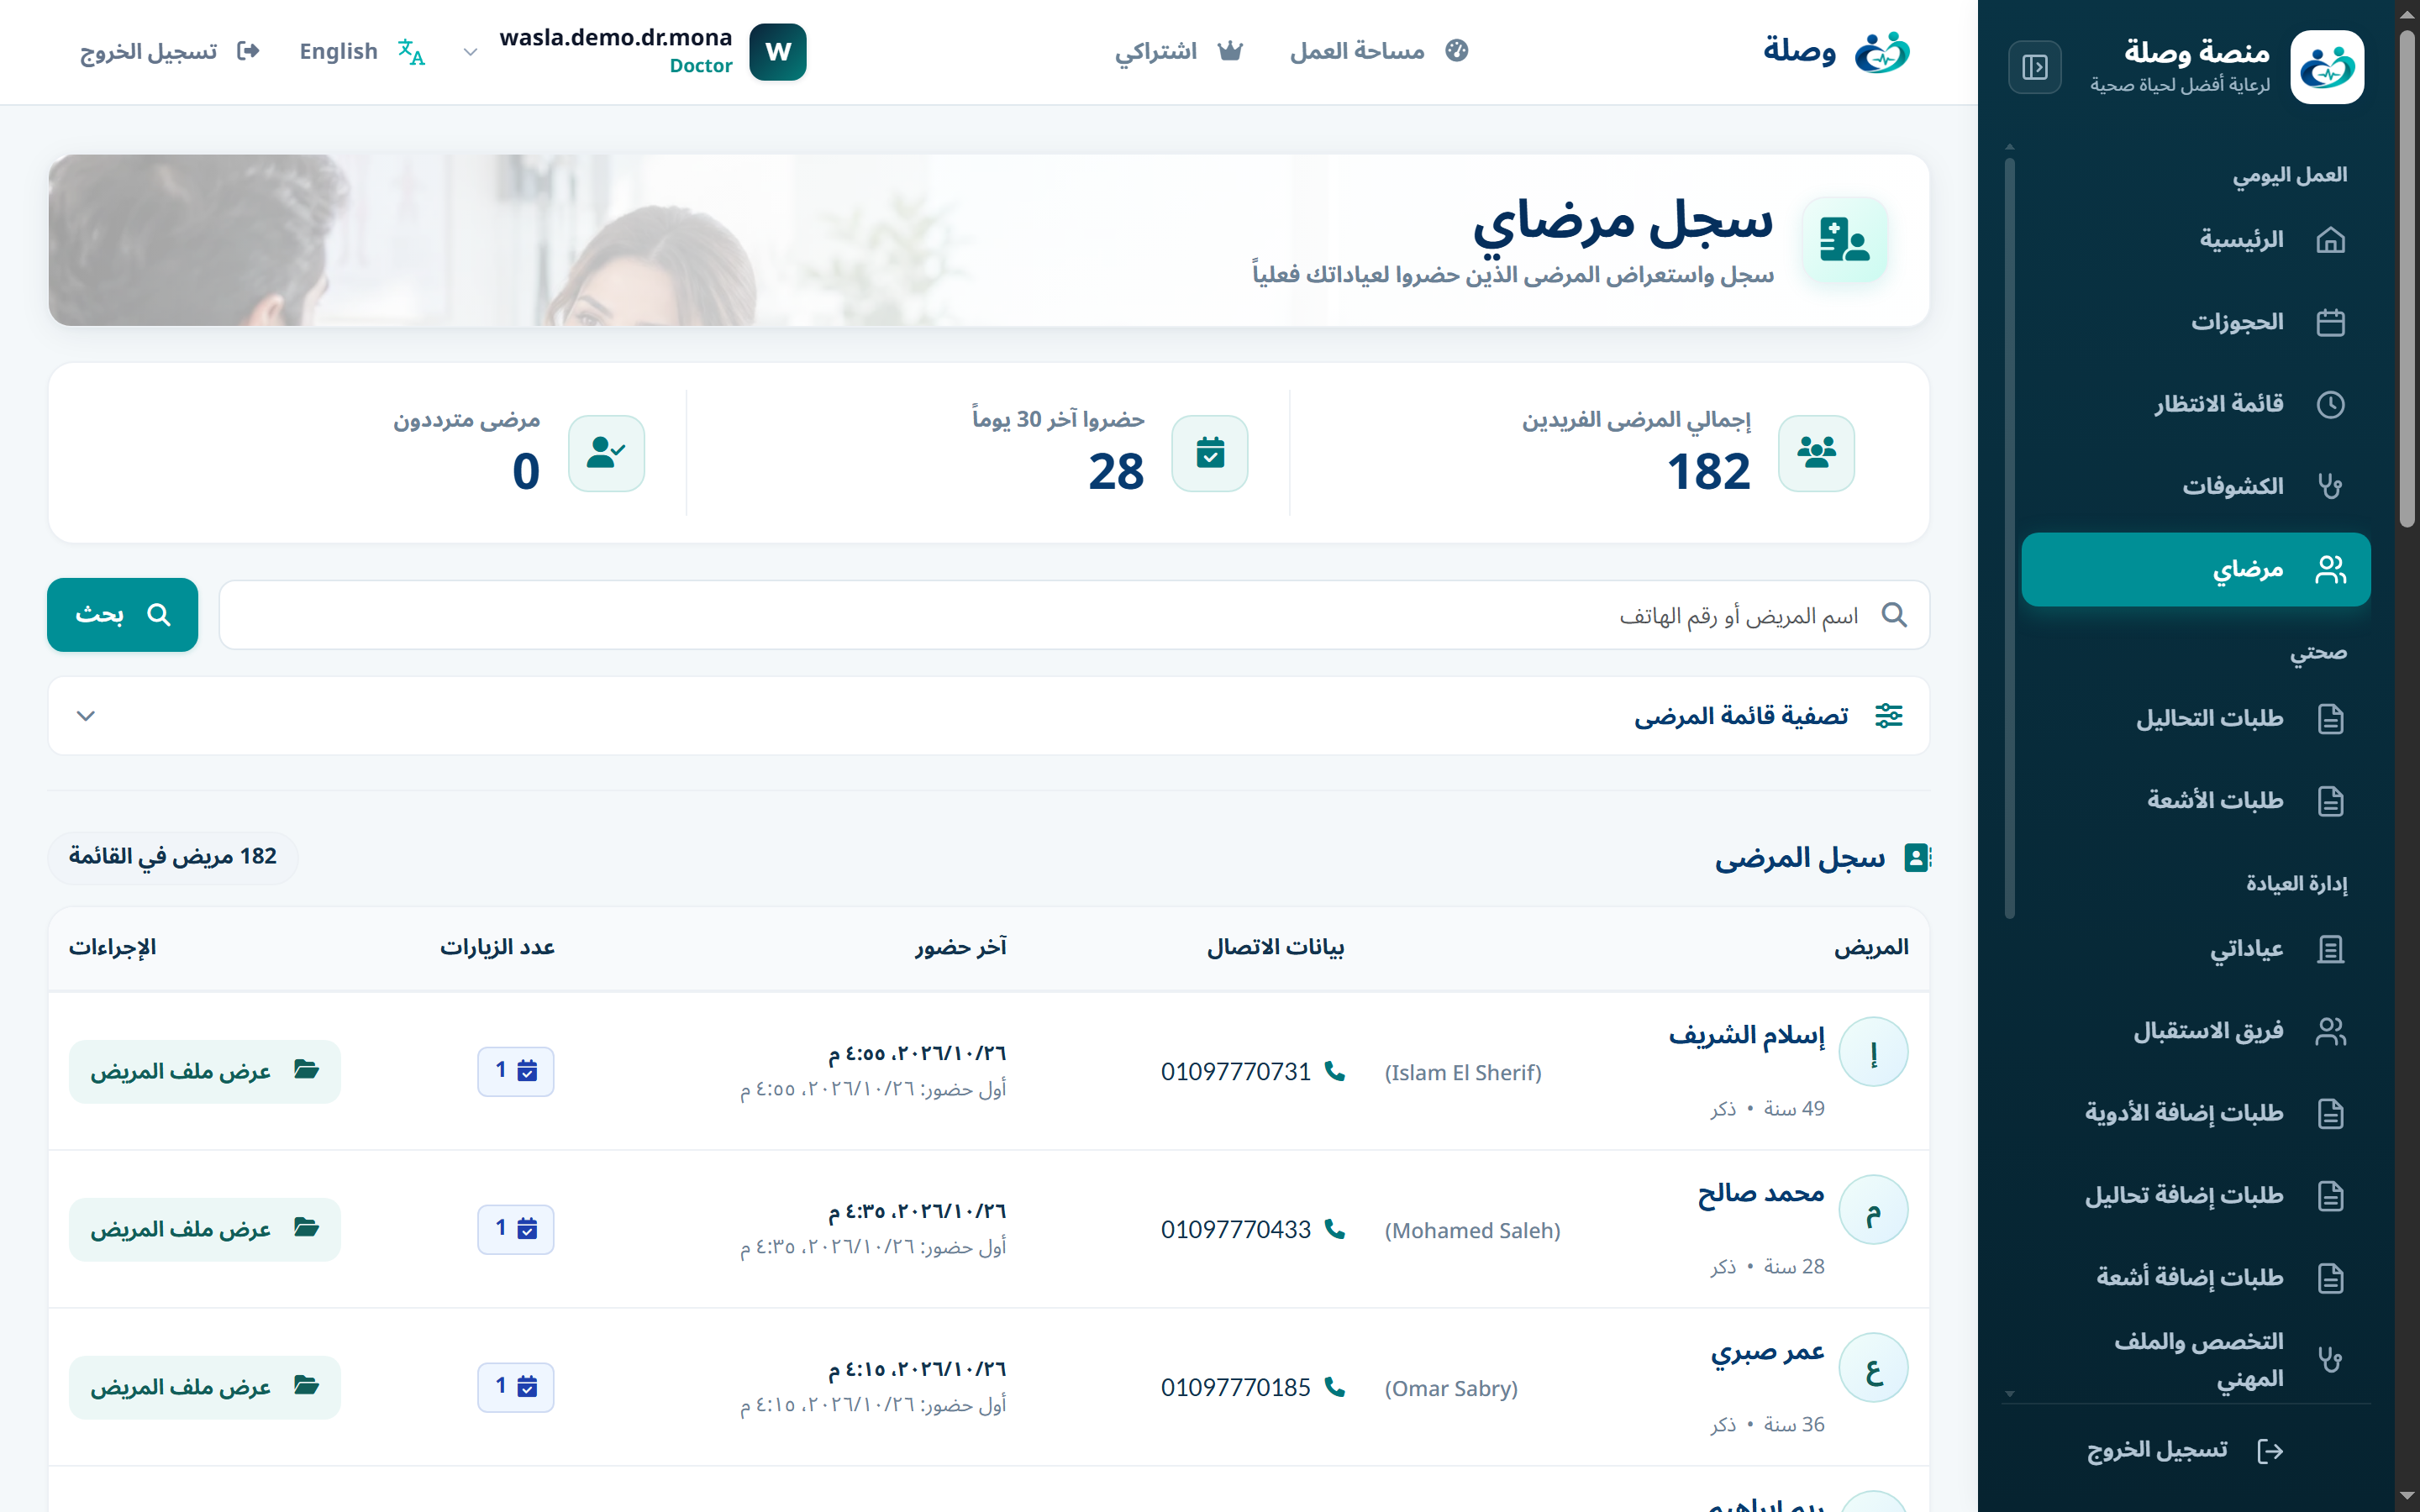 منصة وصلة
لرعاية أفضل لحياة صحية
العمل اليومي
الرئيسية
الحجوزات
قائمة الانتظار
الكشوفات
مرضاي
صحتي
طلبات التحاليل
طلبات الأشعة
إدارة العيادة
عياداتي
فريق الاستقبال
طلبات إضافة الأدوية
طلبات إضافة تحاليل
طلبات إضافة أشعة
التخصص والملف
المهني
تسجيل الخروج
وصلة
مساحة العمل
اشتراكي
W
wasla.demo.dr.mona
Doctor
English
تسجيل الخروج
سجل مرضاي
سجل واستعراض المرضى الذين حضروا لعياداتك فعلياً
إجمالي المرضى الفريدين
182
حضروا آخر 30 يوماً
28
مرضى مترددون
0
اسم المريض أو رقم الهاتف
بحث
تصفية قائمة المرضى
سجل المرضى
182 مريض في القائمة
المريض بيانات الاتصال آخر حضور عدد الزيارات الإجراءات
إ
إسلام الشريف
(Islam El Sherif)
49 سنة • ذكر
01097770731
٢٠٢٦/١٠/٢٦، ٤:٥٥ م
أول حضور: ٢٠٢٦/١٠/٢٦، ٤:٥٥ م
1
عرض ملف المريض
م
محمد صالح
(Mohamed Saleh)
28 سنة • ذكر
01097770433
٢٠٢٦/١٠/٢٦، ٤:٣٥ م
أول حضور: ٢٠٢٦/١٠/٢٦، ٤:٣٥ م
1
عرض ملف المريض
ع
عمر صبري
(Omar Sabry)
36 سنة • ذكر
01097770185
٢٠٢٦/١٠/٢٦، ٤:١٥ م
أول حضور: ٢٠٢٦/١٠/٢٦، ٤:١٥ م
1
عرض ملف المريض